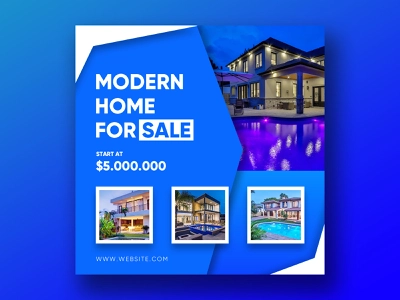 MODERN
HOME
FOR SALE
START AT
$5.000.000
WWW.WEBSITE.COM